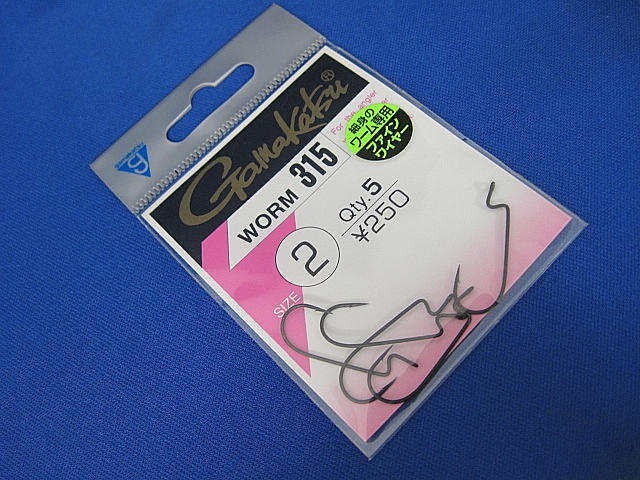 Gamakatsu®
For the angler
細身の
ワーム専用
ファイン
ワイヤー
WORM 315
SIZE
2
Qty.5
¥250